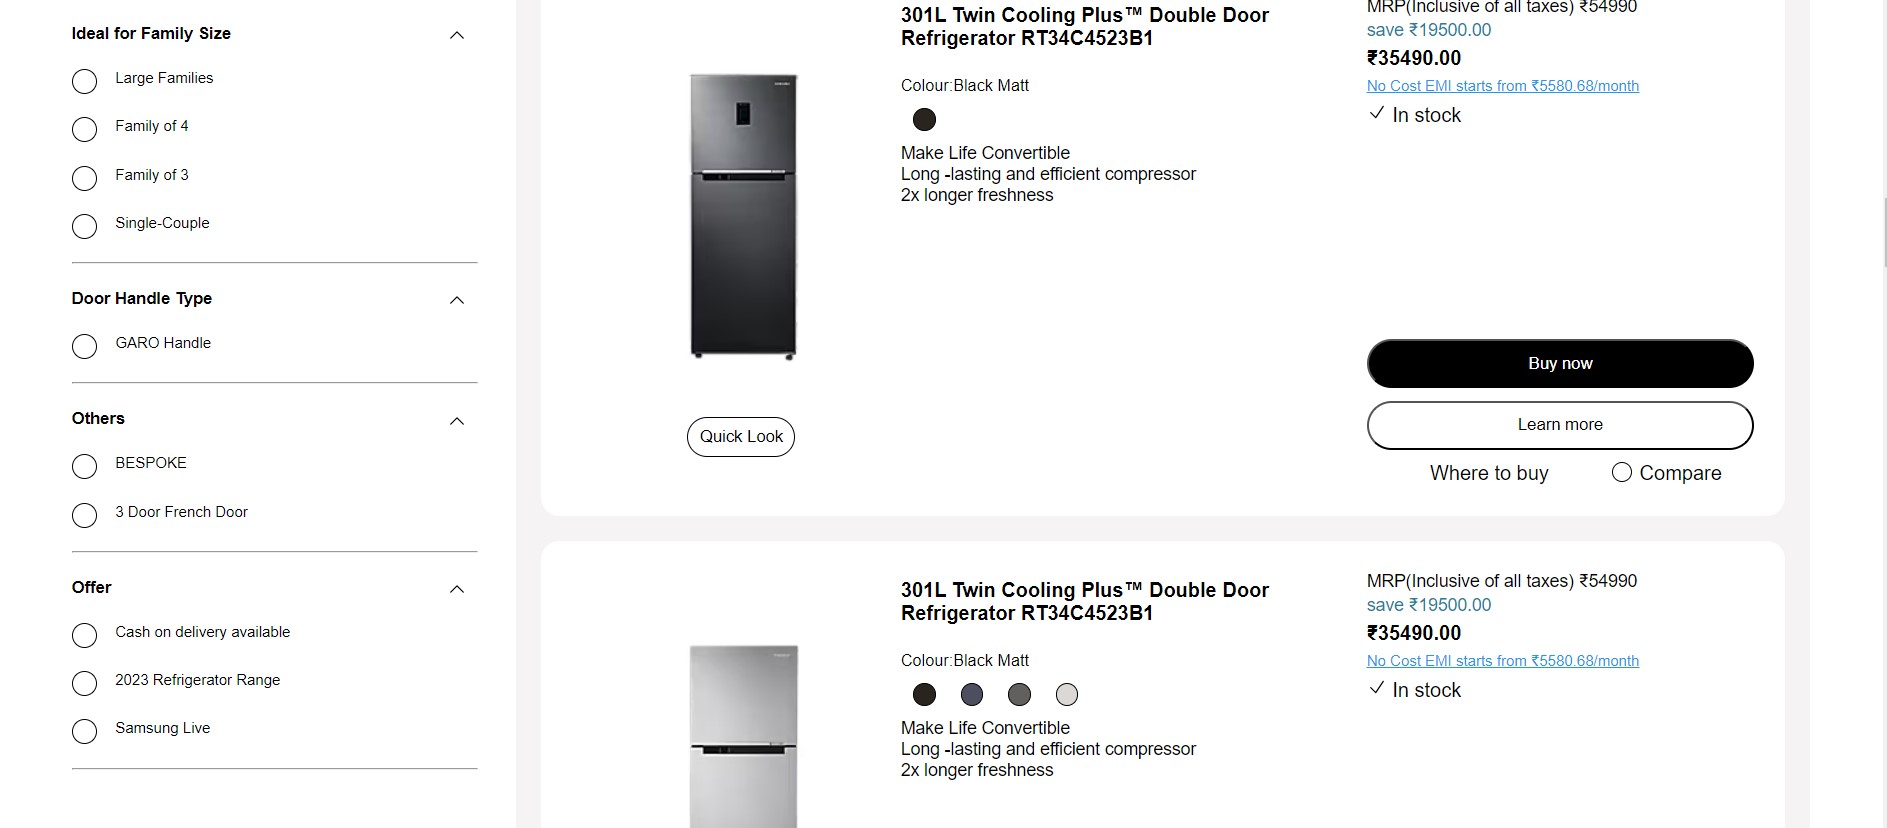 Ideal for Family Size
Large Families
Family of 4
Family of 3
Single-Couple
Door Handle Type
GARO Handle
Others
BESPOKE
3 Door French Door
Offer
Cash on delivery available
2023 Refrigerator Range
Samsung Live
301L Twin Cooling Plus™ Double Door
Refrigerator RT34C4523B1
Colour:Black Matt
Make Life Convertible
Long -lasting and efficient compressor
2x longer freshness
Quick Look
MRP(Inclusive of all taxes) ₹54990
save ₹19500.00
₹35490.00
No Cost EMI starts from ₹5580.68/month
In stock
Buy now
Learn more
Where to buy
Compare
301L Twin Cooling Plus™ Double Door
Refrigerator RT34C4523B1
Colour:Black Matt
Make Life Convertible
Long -lasting and efficient compressor
2x longer freshness
MRP(Inclusive of all taxes) ₹54990
save ₹19500.00
₹35490.00
No Cost EMI starts from ₹5580.68/month
In stock